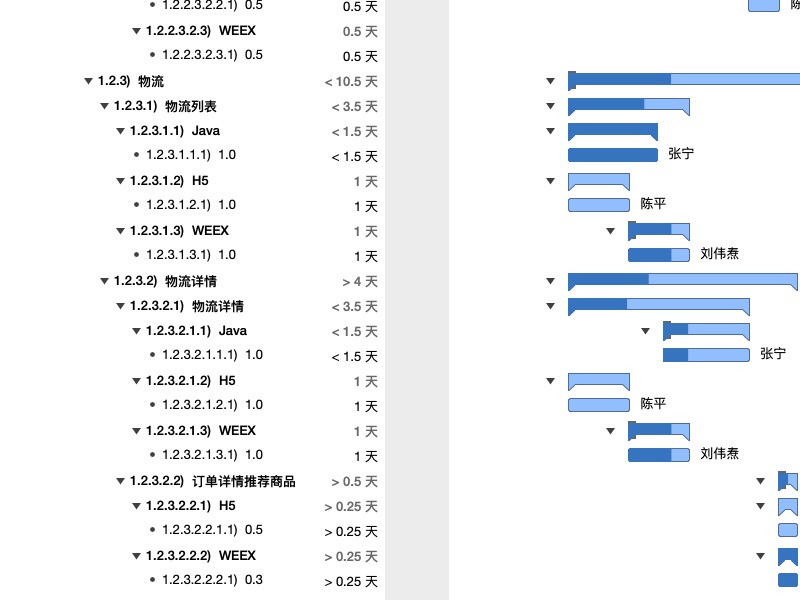 1.2.2.3.2.2.1) 0.5 0.5 天
1.2.2.3.2.3) WEEX 0.5 天
1.2.2.3.2.3.1) 0.5 0.5 天
1.2.3) 物流 < 10.5 天
1.2.3.1) 物流列表 < 3.5 天
1.2.3.1.1) Java < 1.5 天
1.2.3.1.1.1) 1.0 < 1.5 天 张宁
1.2.3.1.2) H5 1 天
1.2.3.1.2.1) 1.0 1 天 陈平
1.2.3.1.3) WEEX 1 天
1.2.3.1.3.1) 1.0 1 天 刘伟焘
1.2.3.2) 物流详情 > 4 天
1.2.3.2.1) 物流详情 < 3.5 天
1.2.3.2.1.1) Java < 1.5 天
1.2.3.2.1.1.1) 1.0 < 1.5 天 张宁
1.2.3.2.1.2) H5 1 天
1.2.3.2.1.2.1) 1.0 1 天 陈平
1.2.3.2.1.3) WEEX 1 天
1.2.3.2.1.3.1) 1.0 1 天 刘伟焘
1.2.3.2.2) 订单详情推荐商品 > 0.5 天
1.2.3.2.2.1) H5 > 0.25 天
1.2.3.2.2.1.1) 0.5 > 0.25 天
1.2.3.2.2.2) WEEX > 0.25 天
1.2.3.2.2.2.1) 0.3 > 0.25 天